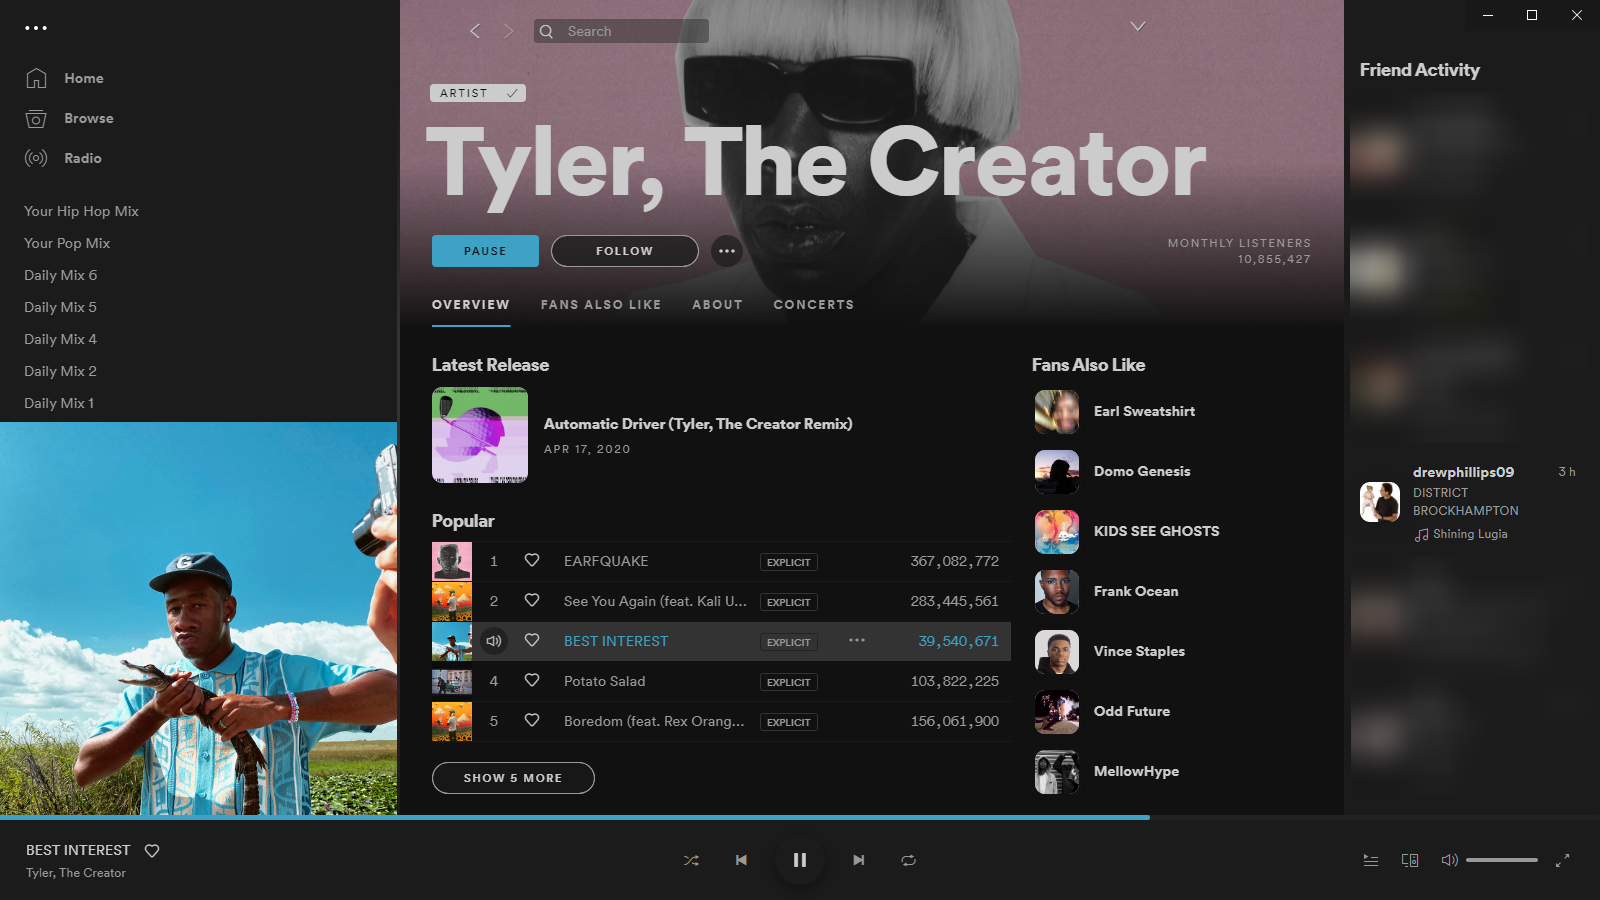 Home
Browse
Radio
Your Hip Hop Mix
Your Pop Mix
Daily Mix 6
Daily Mix 5
Daily Mix 4
Daily Mix 2
Daily Mix 1
G
Search
ARTIST
Tyler, The Creator
PAUSE
FOLLOW
MONTHLY LISTENERS
10,855,427
OVERVIEW FANS ALSO LIKE ABOUT CONCERTS
Latest Release
Automatic Driver (Tyler, The Creator Remix)
APR 17, 2020
Popular
1 EARFQUAKE EXPLICIT 367,082,772
2 See You Again (feat. Kali U... EXPLICIT 283,445,561
BEST INTEREST EXPLICIT 39,540,671
4 Potato Salad EXPLICIT 103,822,225
5 Boredom (feat. Rex Orang... EXPLICIT 156,061,900
SHOW 5 MORE
Fans Also Like
Earl Sweatshirt
Domo Genesis
KIDS SEE GHOSTS
Frank Ocean
Vince Staples
Odd Future
MellowHype
Friend Activity
drewphillips09 3 h
DISTRICT
BROCKHAMPTON
Shining Lugia
BEST INTEREST
Tyler, The Creator